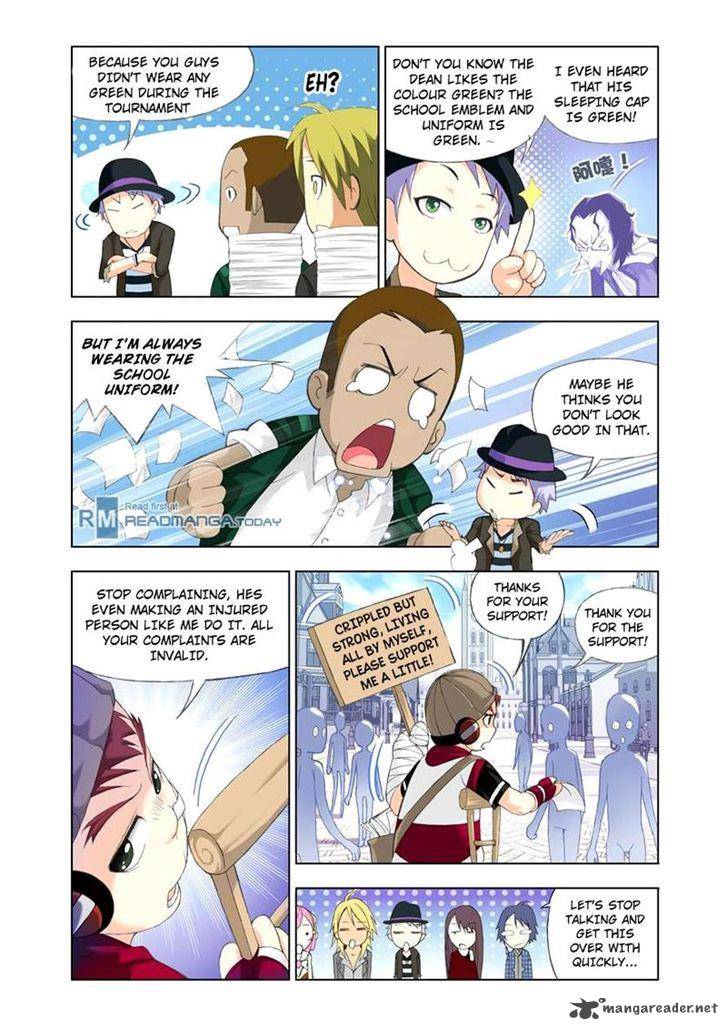 BECAUSE YOU GUYS
DIDN'T WEAR ANY
GREEN DURING THE
TOURNAMENT
EH?
DON'T YOU KNOW THE
DEAN LIKES THE
COLOUR GREEN? THE
SCHOOL EMBLEM AND
UNIFORM IS
GREEN. ~
I EVEN HEARD
THAT HIS
SLEEPING CAP
IS GREEN!
阿嚏！
BUT I'M ALWAYS
WEARING THE
SCHOOL
UNIFORM!
MAYBE HE
THINKS YOU
DON'T LOOK
GOOD IN THAT.
RM
Read first at
READMANGA.TODAY
STOP COMPLAINING, HES
EVEN MAKING AN INJURED
PERSON LIKE ME DO IT. ALL
YOUR COMPLAINTS ARE
INVALID.
CRIPPLED BUT
STRONG, LIVING
ALL BY MYSELF,
PLEASE SUPPORT
ME A LITTLE!
THANKS
FOR YOUR
SUPPORT!
THANK YOU
FOR THE
SUPPORT!
LET'S STOP
TALKING AND
GET THIS
OVER WITH
QUICKLY...
mangareader.net